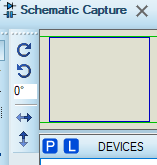 Schematic Capture
0°
P L DEVICES